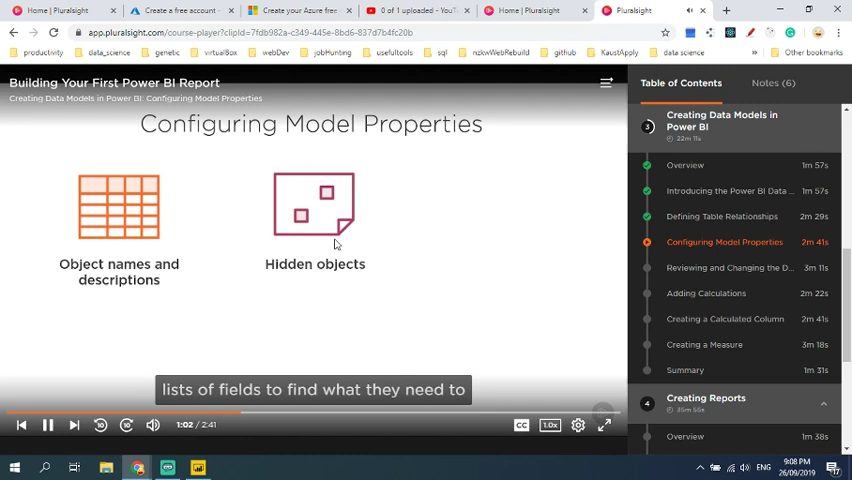 Home | Pluralsight
Create a free account -
Create your Azure free
0 of 1 uploaded - YouT
Home | Pluralsight
Pluralsight
app.pluralsight.com/course-player?clipId=7fdb982a-c349-445e-8bd6-837d7b4fc20b
productivity
data_science
genetic
virtualBox
webDev
jobHunting
usefultools
sql
nzkwWebRebuild
github
KaustApply
data science
Other bookmarks
Building Your First Power BI Report
Creating Data Models in Power BI: Configuring Model Properties
Configuring Model Properties
Object names and
descriptions
Hidden objects
lists of fields to find what they need to
1:02 / 2:41
CC
1.0x
Table of Contents
Notes (6)
3
Creating Data Models in
Power BI
22m 11s
Overview 1m 57s
Introducing the Power BI Data ... 1m 57s
Defining Table Relationships 2m 29s
Configuring Model Properties 2m 41s
Reviewing and Changing the D... 3m 11s
Adding Calculations 2m 22s
Creating a Calculated Column 2m 41s
Creating a Measure 3m 18s
Summary 1m 31s
4
Creating Reports
35m 55s
Overview 1m 38s
ENG
9:08 PM
26/09/2019
17